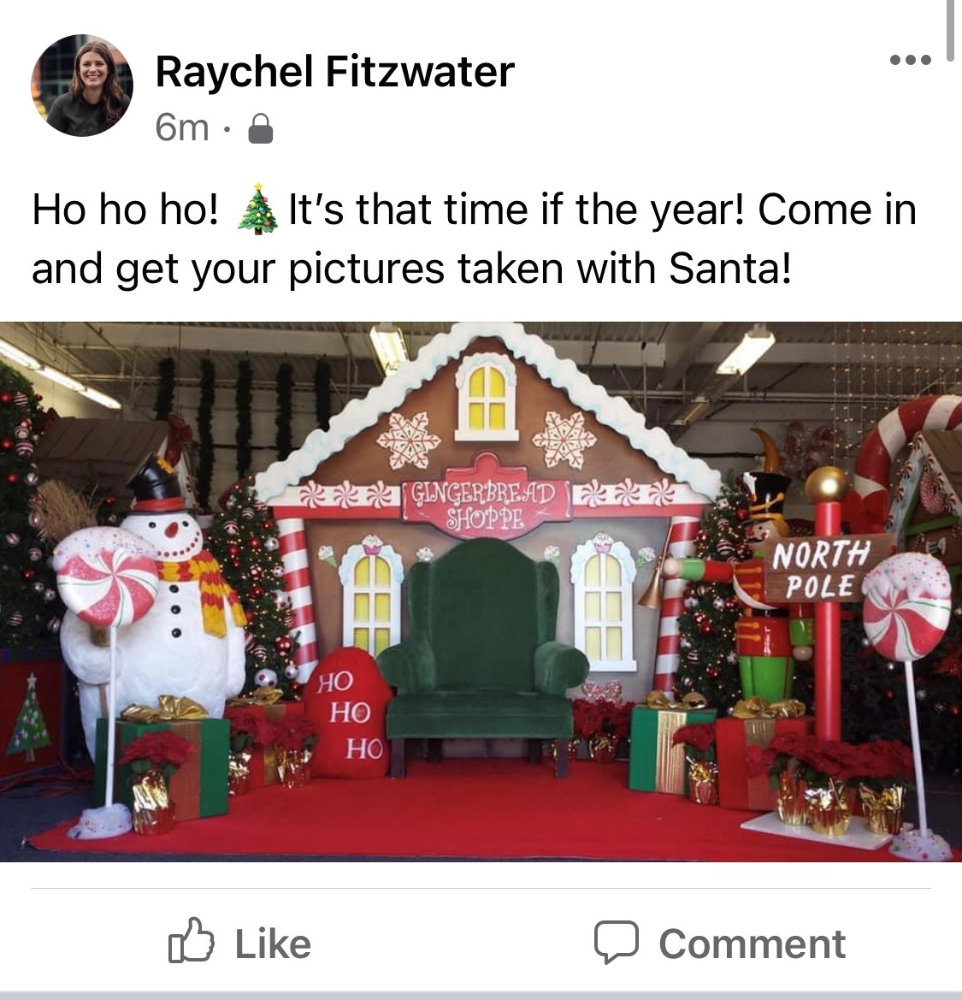 Raychel Fitzwater
6m ·
Ho ho ho! 🎄 It's that time if the year! Come in
and get your pictures taken with Santa!
GINGERBREAD
SHOPPE
NORTH
POLE
HO
HO
HO
Like
Comment